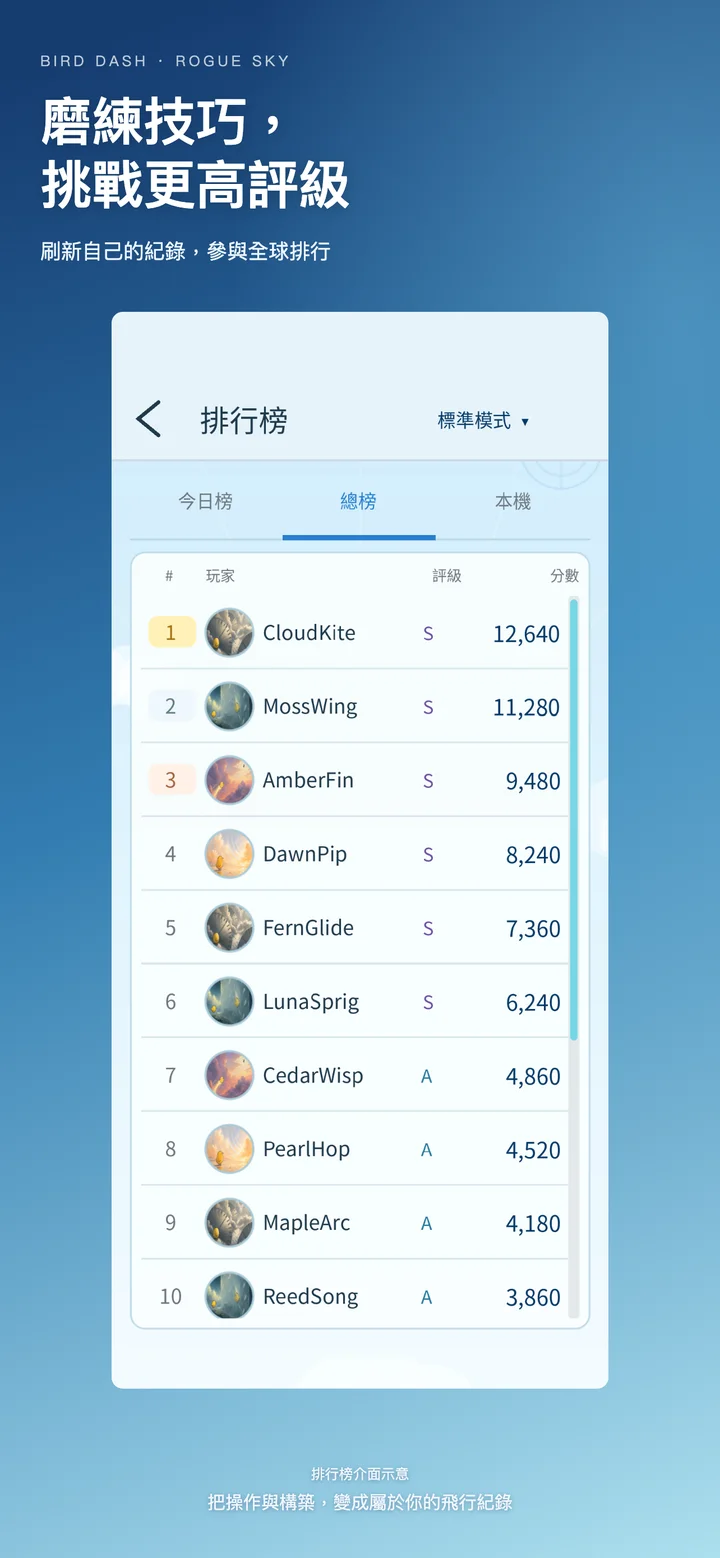 BIRD DASH · ROGUE SKY
磨練技巧，
挑戰更高評級
刷新自己的紀錄，參與全球排行
排行榜 標準模式 ▼
今日榜 總榜 本機
# 玩家 評級 分數
1 CloudKite S 12,640
2 MossWing S 11,280
3 AmberFin S 9,480
4 DawnPip S 8,240
5 FernGlide S 7,360
6 LunaSprig S 6,240
7 CedarWisp A 4,860
8 PearlHop A 4,520
9 MapleArc A 4,180
10 ReedSong A 3,860
排行榜介面示意
把操作與構築，變成屬於你的飛行紀錄